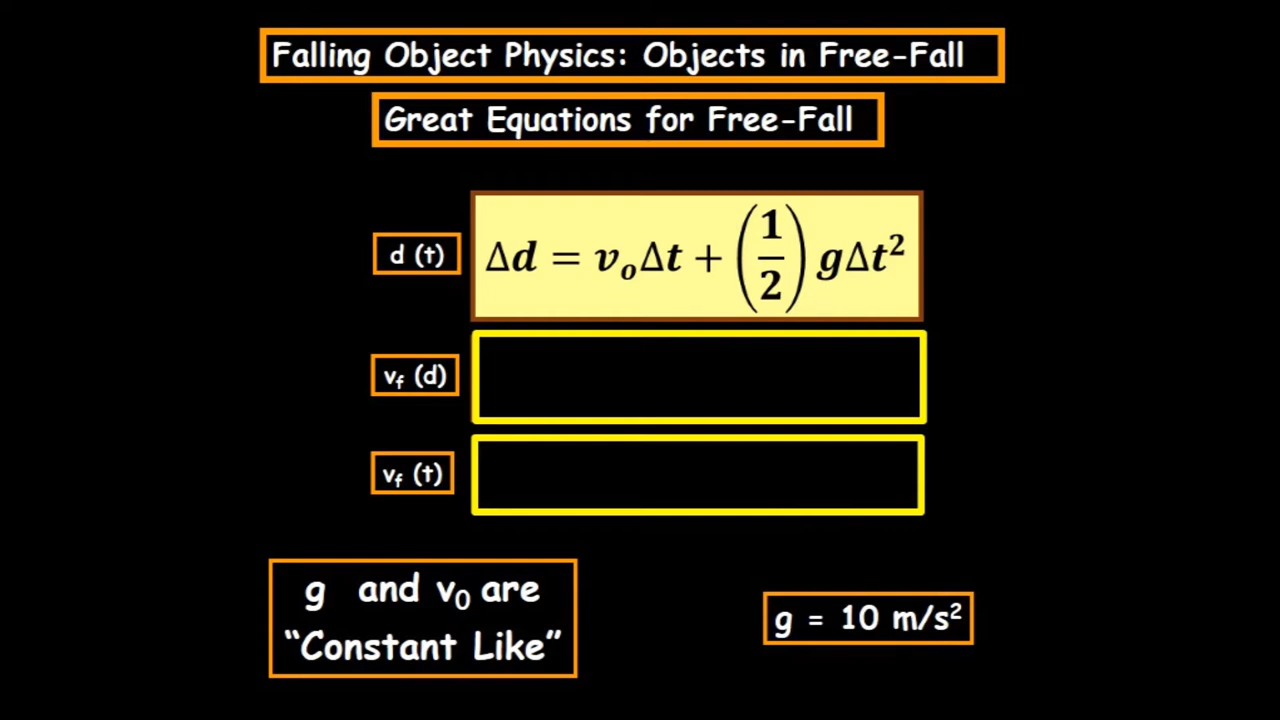 Falling Object Physics: Objects in Free-Fall
Great Equations for Free-Fall
d (t)
Δd = v₀Δt + (1/2) gΔt²
v_f (d)
v_f (t)
g and v₀ are
“Constant Like”
g = 10 m/s²